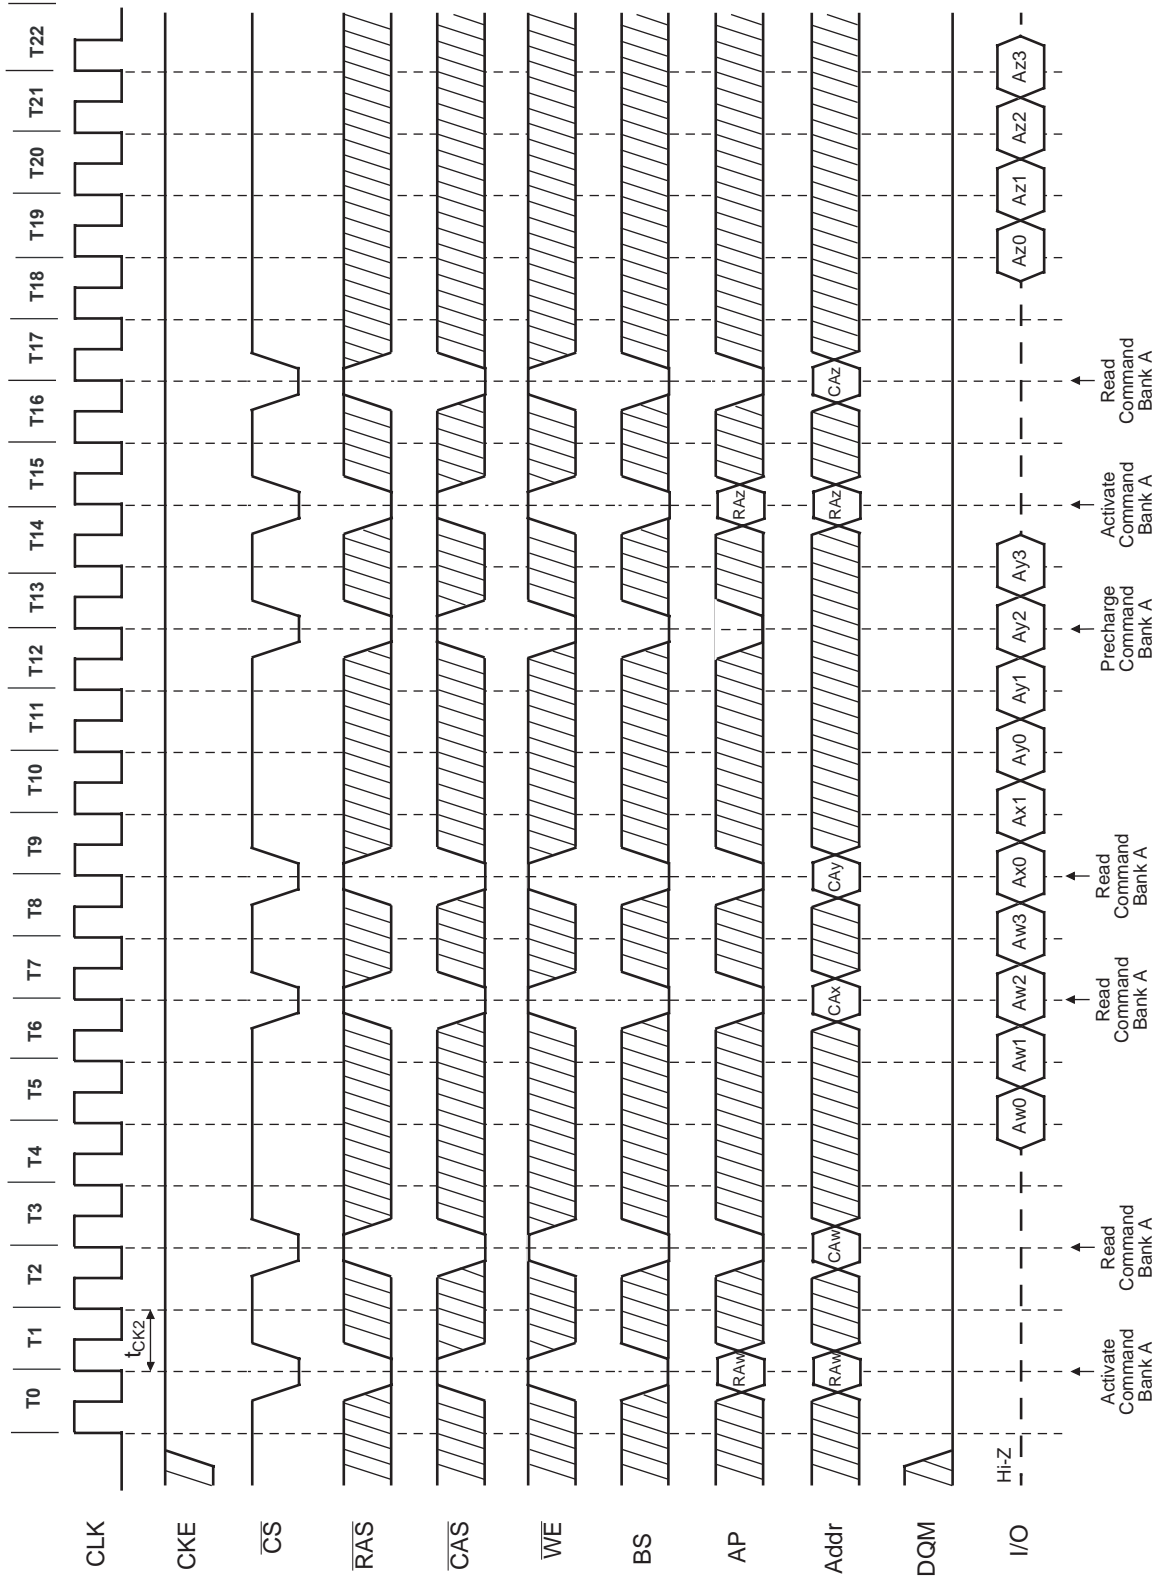 T0 T1 T2 T3 T4 T5 T6 T7 T8 T9 T10 T11 T12 T13 T14 T15 T16 T17 T18 T19 T20 T21 T22
CLK
tCK2
CKE
CS
RAS
CAS
WE
BS
AP
RAw
RAz
Addr
RAw CAw CAx CAy RAz CAz
DQM
Hi-Z
I/O
Aw0 Aw1 Aw2 Aw3 Ax0 Ax1 Ay0 Ay1 Ay2 Ay3 Az0 Az1 Az2 Az3
Activate
Command
Bank A
Read
Command
Bank A
Read
Command
Bank A
Read
Command
Bank A
Precharge
Command
Bank A
Activate
Command
Bank A
Read
Command
Bank A